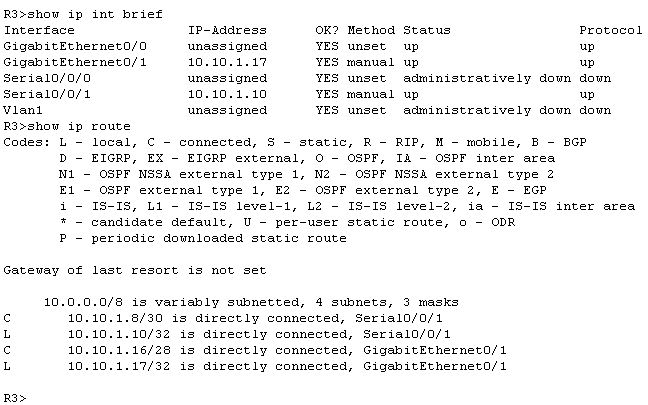 R3>show ip int brief
Interface              IP-Address      OK? Method Status                Protocol
GigabitEthernet0/0     unassigned      YES unset  up                    up
GigabitEthernet0/1     10.10.1.17      YES manual up                    up
Serial0/0/0            unassigned      YES unset  administratively down down
Serial0/0/1            10.10.1.10      YES manual up                    up
Vlan1                  unassigned      YES unset  administratively down down
R3>show ip route
Codes: L - local, C - connected, S - static, R - RIP, M - mobile, B - BGP
       D - EIGRP, EX - EIGRP external, O - OSPF, IA - OSPF inter area
       N1 - OSPF NSSA external type 1, N2 - OSPF NSSA external type 2
       E1 - OSPF external type 1, E2 - OSPF external type 2, E - EGP
       i - IS-IS, L1 - IS-IS level-1, L2 - IS-IS level-2, ia - IS-IS inter area
       * - candidate default, U - per-user static route, o - ODR
       P - periodic downloaded static route

Gateway of last resort is not set

     10.0.0.0/8 is variably subnetted, 4 subnets, 3 masks
C       10.10.1.8/30 is directly connected, Serial0/0/1
L       10.10.1.10/32 is directly connected, Serial0/0/1
C       10.10.1.16/28 is directly connected, GigabitEthernet0/1
L       10.10.1.17/32 is directly connected, GigabitEthernet0/1

R3>